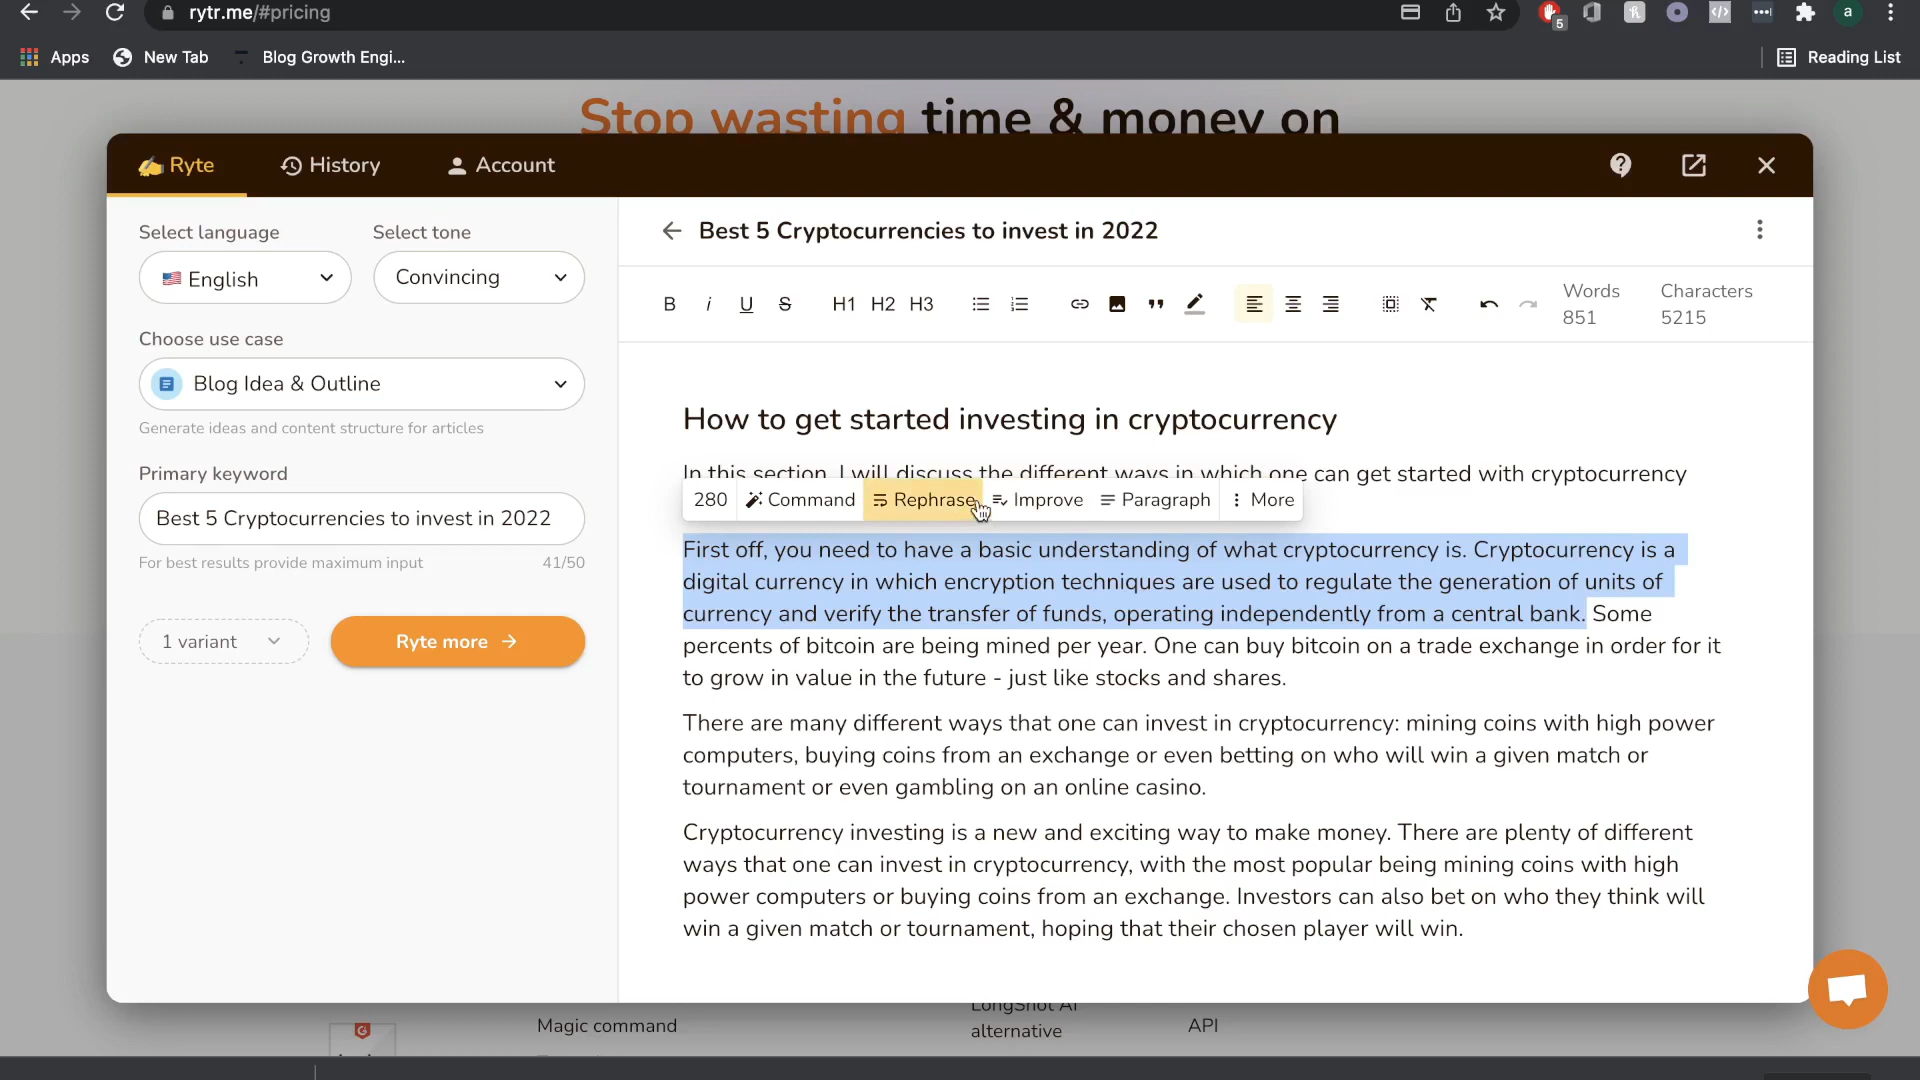 rytr.me/#pricing
5
a
Apps
New Tab
Blog Growth Engi...
Reading List
Stop wasting time & money on
Ryte
History
Account
Select language
Select tone
English
Convincing
Choose use case
Blog Idea & Outline
Generate ideas and content structure for articles
Primary keyword
Best 5 Cryptocurrencies to invest in 2022
For best results provide maximum input
41/50
1 variant
Ryte more →
Best 5 Cryptocurrencies to invest in 2022
B i U S H1 H2 H3
Words
851
Characters
5215
How to get started investing in cryptocurrency
In this section, I will discuss the different ways in which one can get started with cryptocurrency
280 Command Rephrase Improve Paragraph More
First off, you need to have a basic understanding of what cryptocurrency is. Cryptocurrency is a
digital currency in which encryption techniques are used to regulate the generation of units of
currency and verify the transfer of funds, operating independently from a central bank. Some
percents of bitcoin are being mined per year. One can buy bitcoin on a trade exchange in order for it
to grow in value in the future - just like stocks and shares.
There are many different ways that one can invest in cryptocurrency: mining coins with high power
computers, buying coins from an exchange or even betting on who will win a given match or
tournament or even gambling on an online casino.
Cryptocurrency investing is a new and exciting way to make money. There are plenty of different
ways that one can invest in cryptocurrency, with the most popular being mining coins with high
power computers or buying coins from an exchange. Investors can also bet on who they think will
win a given match or tournament, hoping that their chosen player will win.
Magic command
LongShot AI
alternative
API